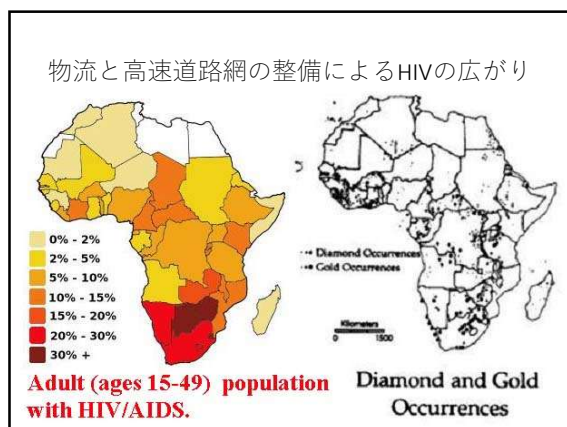 物流と高速道路網の整備によるHIVの広がり
0% - 2%
2% - 5%
5% - 10%
10% - 15%
15% - 20%
20% - 30%
30% +
Adult (ages 15-49) population
with HIV/AIDS.
Diamond Occurrences
Gold Occurrences
Kilometers
1500
Diamond and Gold
Occurrences